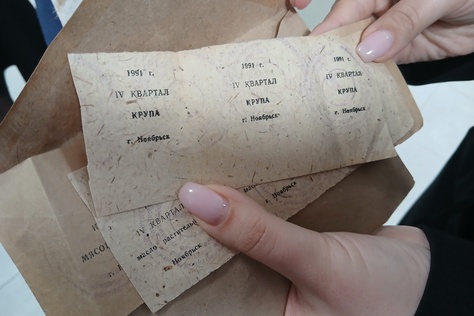 1991 г.
IV КВАРТАЛ
КРУПА
г. Ноябрьск
1991 г.
IV КВАРТАЛ
КРУПА
г. Ноябрьск
1991 г.
IV КВАРТАЛ
КРУПА
г. Ноябрьск
IV КВАРТАЛ
масло растительн
Ноябрьск
Ноябрьск